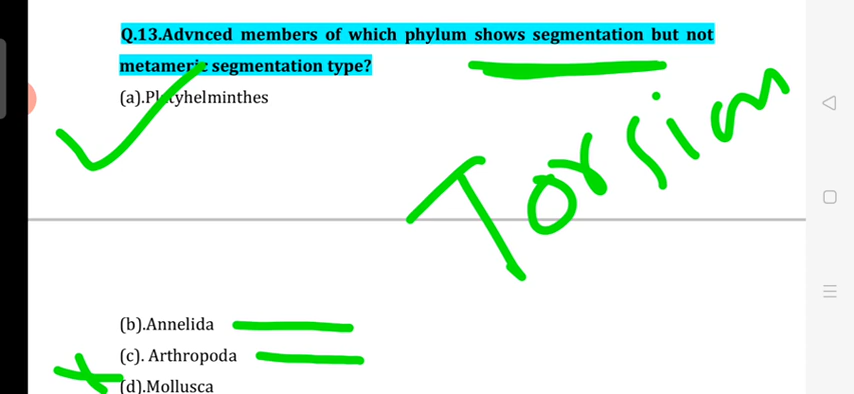 Q.13.Advnced members of which phylum shows segmentation but not
metameric segmentation type?
(a).Platyhelminthes
Torsion
(b).Annelida
(c). Arthropoda
(d).Mollusca